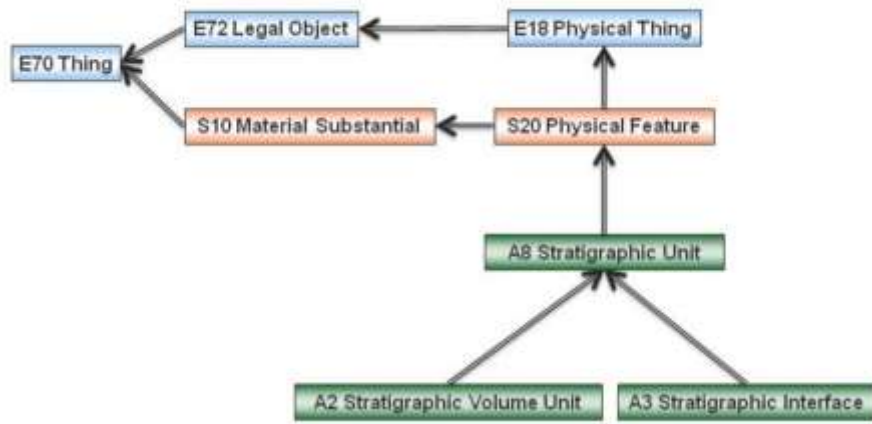 E72 Legal Object
E18 Physical Thing
E70 Thing
S10 Material Substantial
S20 Physical Feature
A8 Stratigraphic Unit
A2 Stratigraphic Volume Unit
A3 Stratigraphic Interface